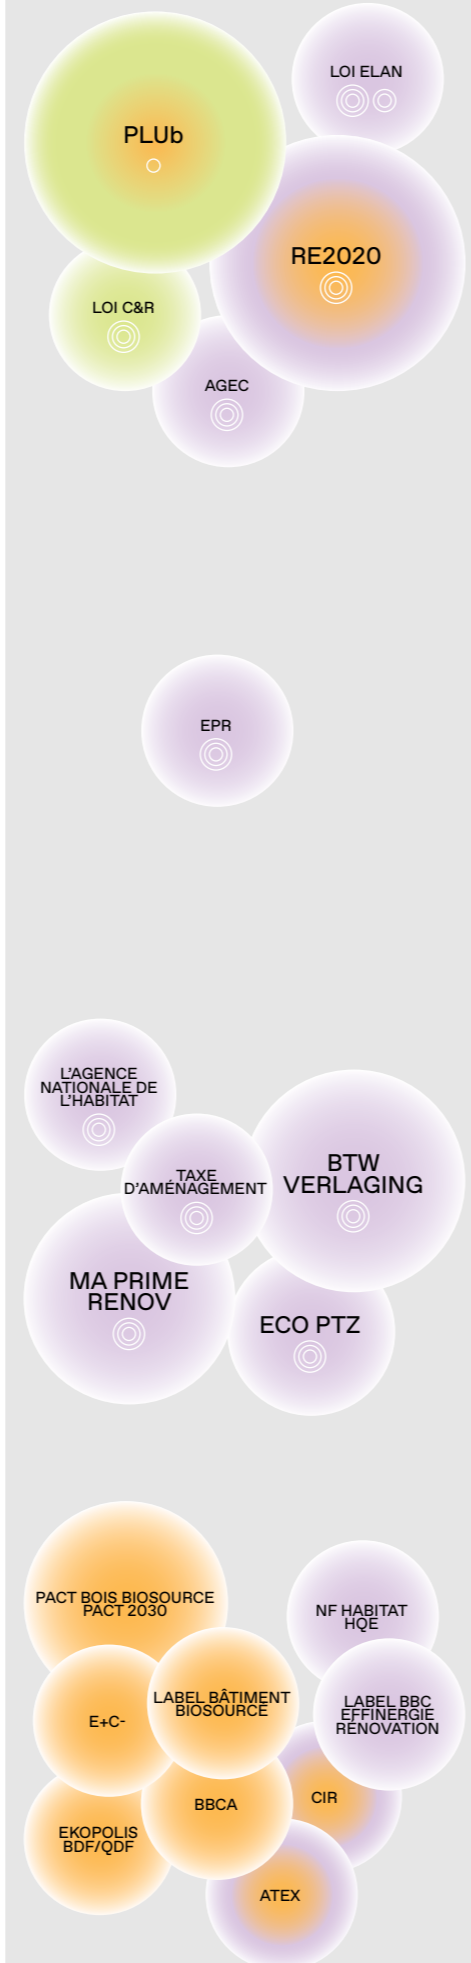 LOI ELAN
PLUb
RE2020
LOI C&R
AGEC
EPR
L'AGENCE
NATIONALE DE
L'HABITAT
TAXE
D'AMÉNAGEMENT
BTW
VERLAGING
MA PRIME
RENOV
ECO PTZ
PACT BOIS BIOSOURCE
PACT 2030
NF HABITAT
HQE
LABEL BÂTIMENT
BIOSOURCÉ
LABEL BBC
EFFINERGIE
RÉNOVATION
E+C-
BBCA
CIR
EKOPOLIS
BDF/QDF
ATEX